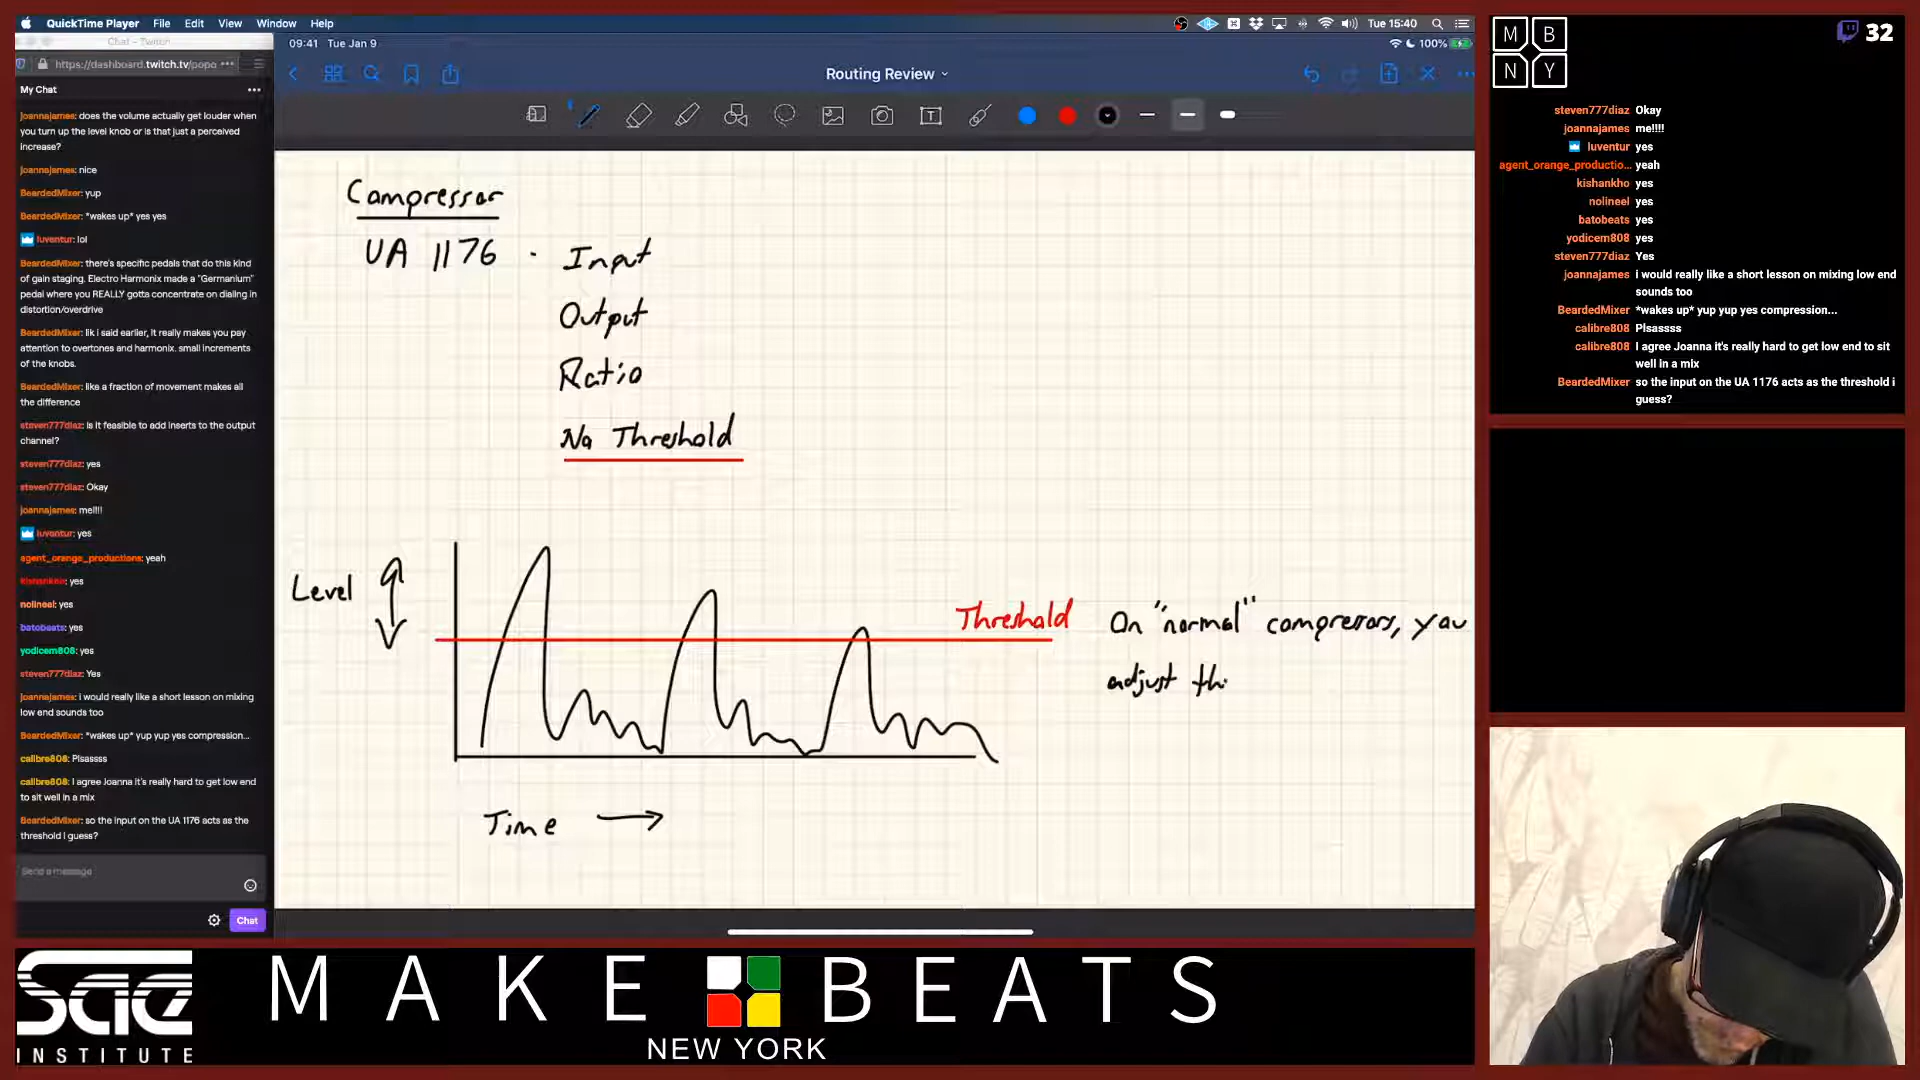 QuickTime Player File Edit View Window Help
Tue 15:40
Chat – Twitch
https://dashboard.twitch.tv/popo
My Chat
joannajames: does the volume actually get louder when
you turn up the level knob or is that just a perceived
increase?
joannajames: nice
BeardedMixer: yup
BeardedMixer: *wakes up* yes yes
luventur: lol
BeardedMixer: there's specific pedals that do this kind
of gain staging. Electro Harmonix made a "Germanium"
pedal where you REALLY gotta concentrate on dialing in
distortion/overdrive
BeardedMixer: lik i said earlier, it really makes you pay
attention to overtones and harmonix. small increments
of the knobs.
BeardedMixer: like a fraction of movement makes all
the difference
steven777diaz: is it feasible to add inserts to the output
channel?
steven777diaz: yes
steven777diaz: Okay
joannajames: me!!!!
luventur: yes
agent_orange_productions: yeah
kishankho: yes
nolineel: yes
batobeats: yes
yodicem808: yes
steven777diaz: Yes
joannajames: i would really like a short lesson on mixing
low end sounds too
BeardedMixer: *wakes up* yup yup yes compression...
calibre808: Plsassss
calibre808: I agree Joanna it's really hard to get low end
to sit well in a mix
BeardedMixer: so the input on the UA 1176 acts as the
threshold i guess?
Send a message
Chat
09:41 Tue Jan 9
100%
Routing Review
Compressor
UA 1176 · Input
Output
Ratio
No Threshold
Level
Threshold
On "normal" compressors, you
adjust thi
Time →
M B
N Y
32
steven777diaz Okay
joannajames me!!!!
luventur yes
agent_orange_productio... yeah
kishankho yes
nolineel yes
batobeats yes
yodicem808 yes
steven777diaz Yes
joannajames i would really like a short lesson on mixing low end
sounds too
BeardedMixer *wakes up* yup yup yes compression...
calibre808 Plsassss
calibre808 I agree Joanna it's really hard to get low end to sit
well in a mix
BeardedMixer so the input on the UA 1176 acts as the threshold i
guess?
sae
INSTITUTE
MAKE BEATS
NEW YORK